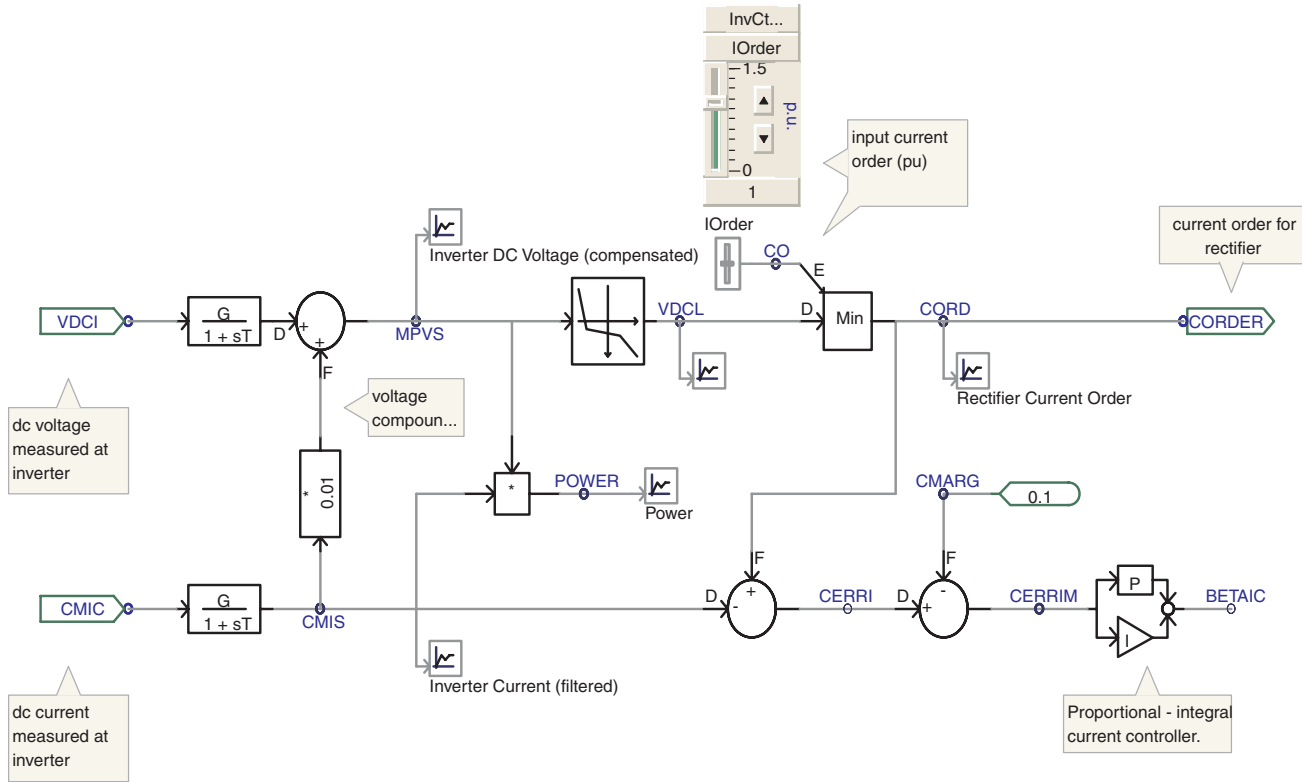 InvCt...
IOrder
1.5
p.u.
0
1
input current
order (pu)
IOrder
CO
E
current order for
rectifier
Inverter DC Voltage (compensated)
VDCI
G
1 + sT
D
+
+
F
MPVS
VDCL
D
Min
CORD
CORDER
Rectifier Current Order
dc voltage
measured at
inverter
voltage
compoun...
*
0.01
*
POWER
Power
CMARG
0.1
F
F
CMIC
G
1 + sT
CMIS
D
+
-
CERRI
D
-
+
CERRIM
P
I
BETAIC
Inverter Current (filtered)
dc current
measured at
inverter
Proportional - integral
current controller.